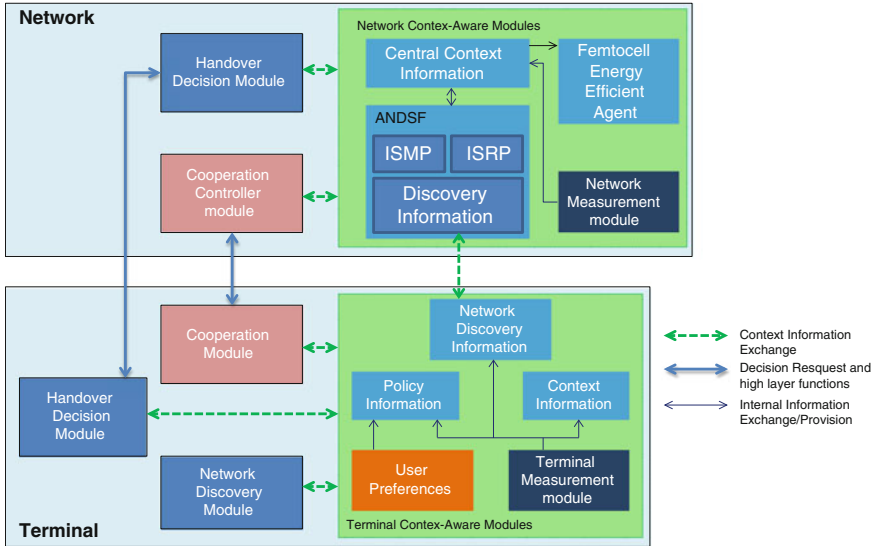 Network
Network Contex-Aware Modules
Handover
Decision Module
Central Context
Information
Femtocell
Energy
Efficient
Agent
ANDSF
ISMP
ISRP
Discovery
Information
Cooperation
Controller
module
Network
Measurement
module
Cooperation
Module
Network
Discovery
Information
Handover
Decision
Module
Policy
Information
Context
Information
Network
Discovery
Module
User
Preferences
Terminal
Measurement
module
Terminal Contex-Aware Modules
Terminal
Context Information
Exchange
Decision Resquest and
high layer functions
Internal Information
Exchange/Provision